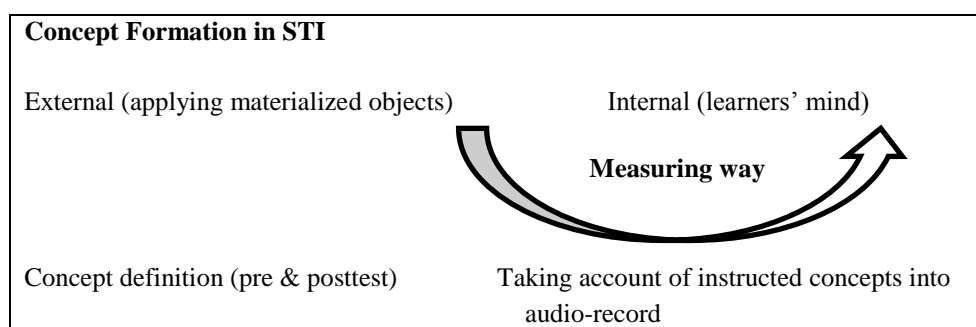 Concept Formation in STI
External (applying materialized objects) Internal (learners’ mind)
Measuring way
Concept definition (pre & posttest) Taking account of instructed concepts into
audio-record